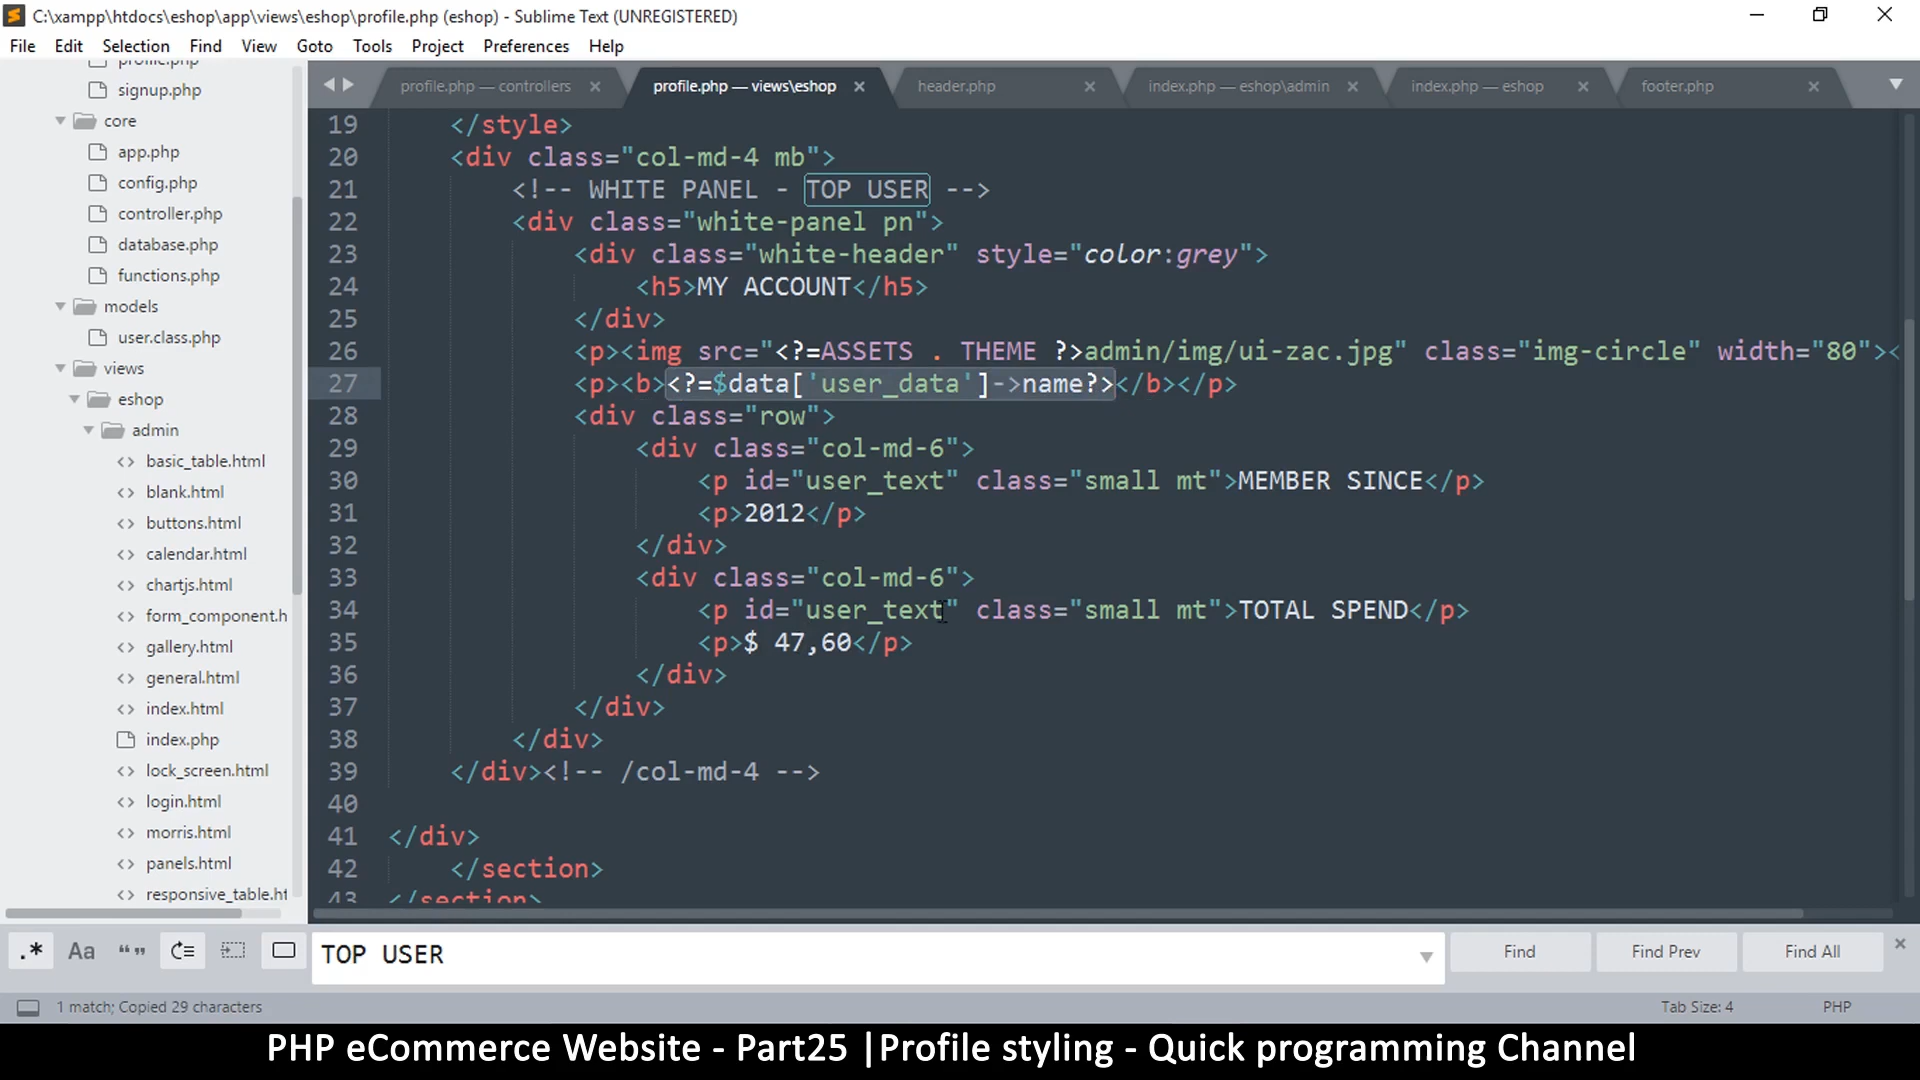 C:\xampp\htdocs\eshop\app\views\eshop\profile.php (eshop) - Sublime Text (UNREGISTERED)
File Edit Selection Find View Goto Tools Project Preferences Help
profile.php
signup.php
core
app.php
config.php
controller.php
database.php
functions.php
models
user.class.php
views
eshop
admin
basic_table.html
blank.html
buttons.html
calendar.html
chartjs.html
form_component.h
gallery.html
general.html
index.html
index.php
lock_screen.html
login.html
morris.html
panels.html
responsive_table.ht
profile.php — controllers profile.php — views\eshop header.php index.php — eshop\admin index.php — eshop footer.php
19 </style>
20 <div class="col-md-4 mb">
21 <!-- WHITE PANEL - TOP USER -->
22 <div class="white-panel pn">
23 <div class="white-header" style="color:grey">
24 <h5>MY ACCOUNT</h5>
25 </div>
26 <p><img src="<?=ASSETS . THEME ?>admin/img/ui-zac.jpg" class="img-circle" width="80"><
27 <p><b><?=$data['user_data']->name?></b></p>
28 <div class="row">
29 <div class="col-md-6">
30 <p id="user_text" class="small mt">MEMBER SINCE</p>
31 <p>2012</p>
32 </div>
33 <div class="col-md-6">
34 <p id="user_text" class="small mt">TOTAL SPEND</p>
35 <p>$ 47,60</p>
36 </div>
37 </div>
38 </div>
39 </div><!-- /col-md-4 -->
40
41 </div>
42 </section>
43 </section>
.* Aa “ ” TOP USER Find Find Prev Find All
1 match; Copied 29 characters Tab Size: 4 PHP
PHP eCommerce Website - Part25 |Profile styling - Quick programming Channel